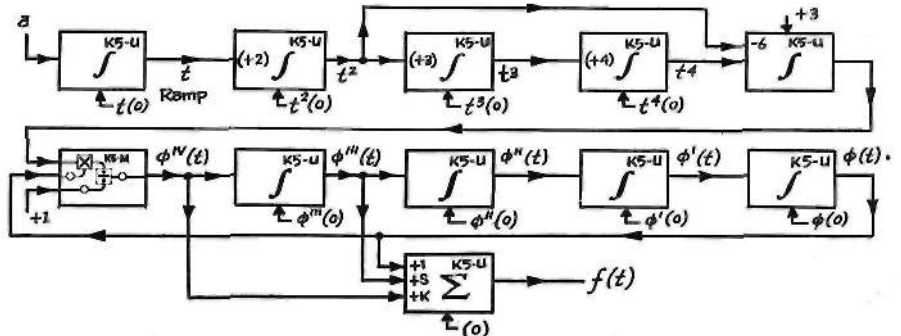 a
K5-U
∫
t(0)
t
Ramp
(+2)
K5-U
∫
t²(0)
t²
(+3)
K5-U
∫
t³(0)
t3
(+4)
K5-U
∫
t⁴(0)
t4
+3
-6
K5-U
∫
K5-M
+1
ϕᴵⱽ(t)
K5-U
∫
ϕ'''(0)
ϕ'''(t)
K5-U
∫
ϕ''(0)
ϕ''(t)
K5-U
∫
ϕ'(0)
ϕ'(t)
K5-U
∫
ϕ(0)
ϕ(t).
+1
+S
+K
K5-U
Σ
(0)
f(t)